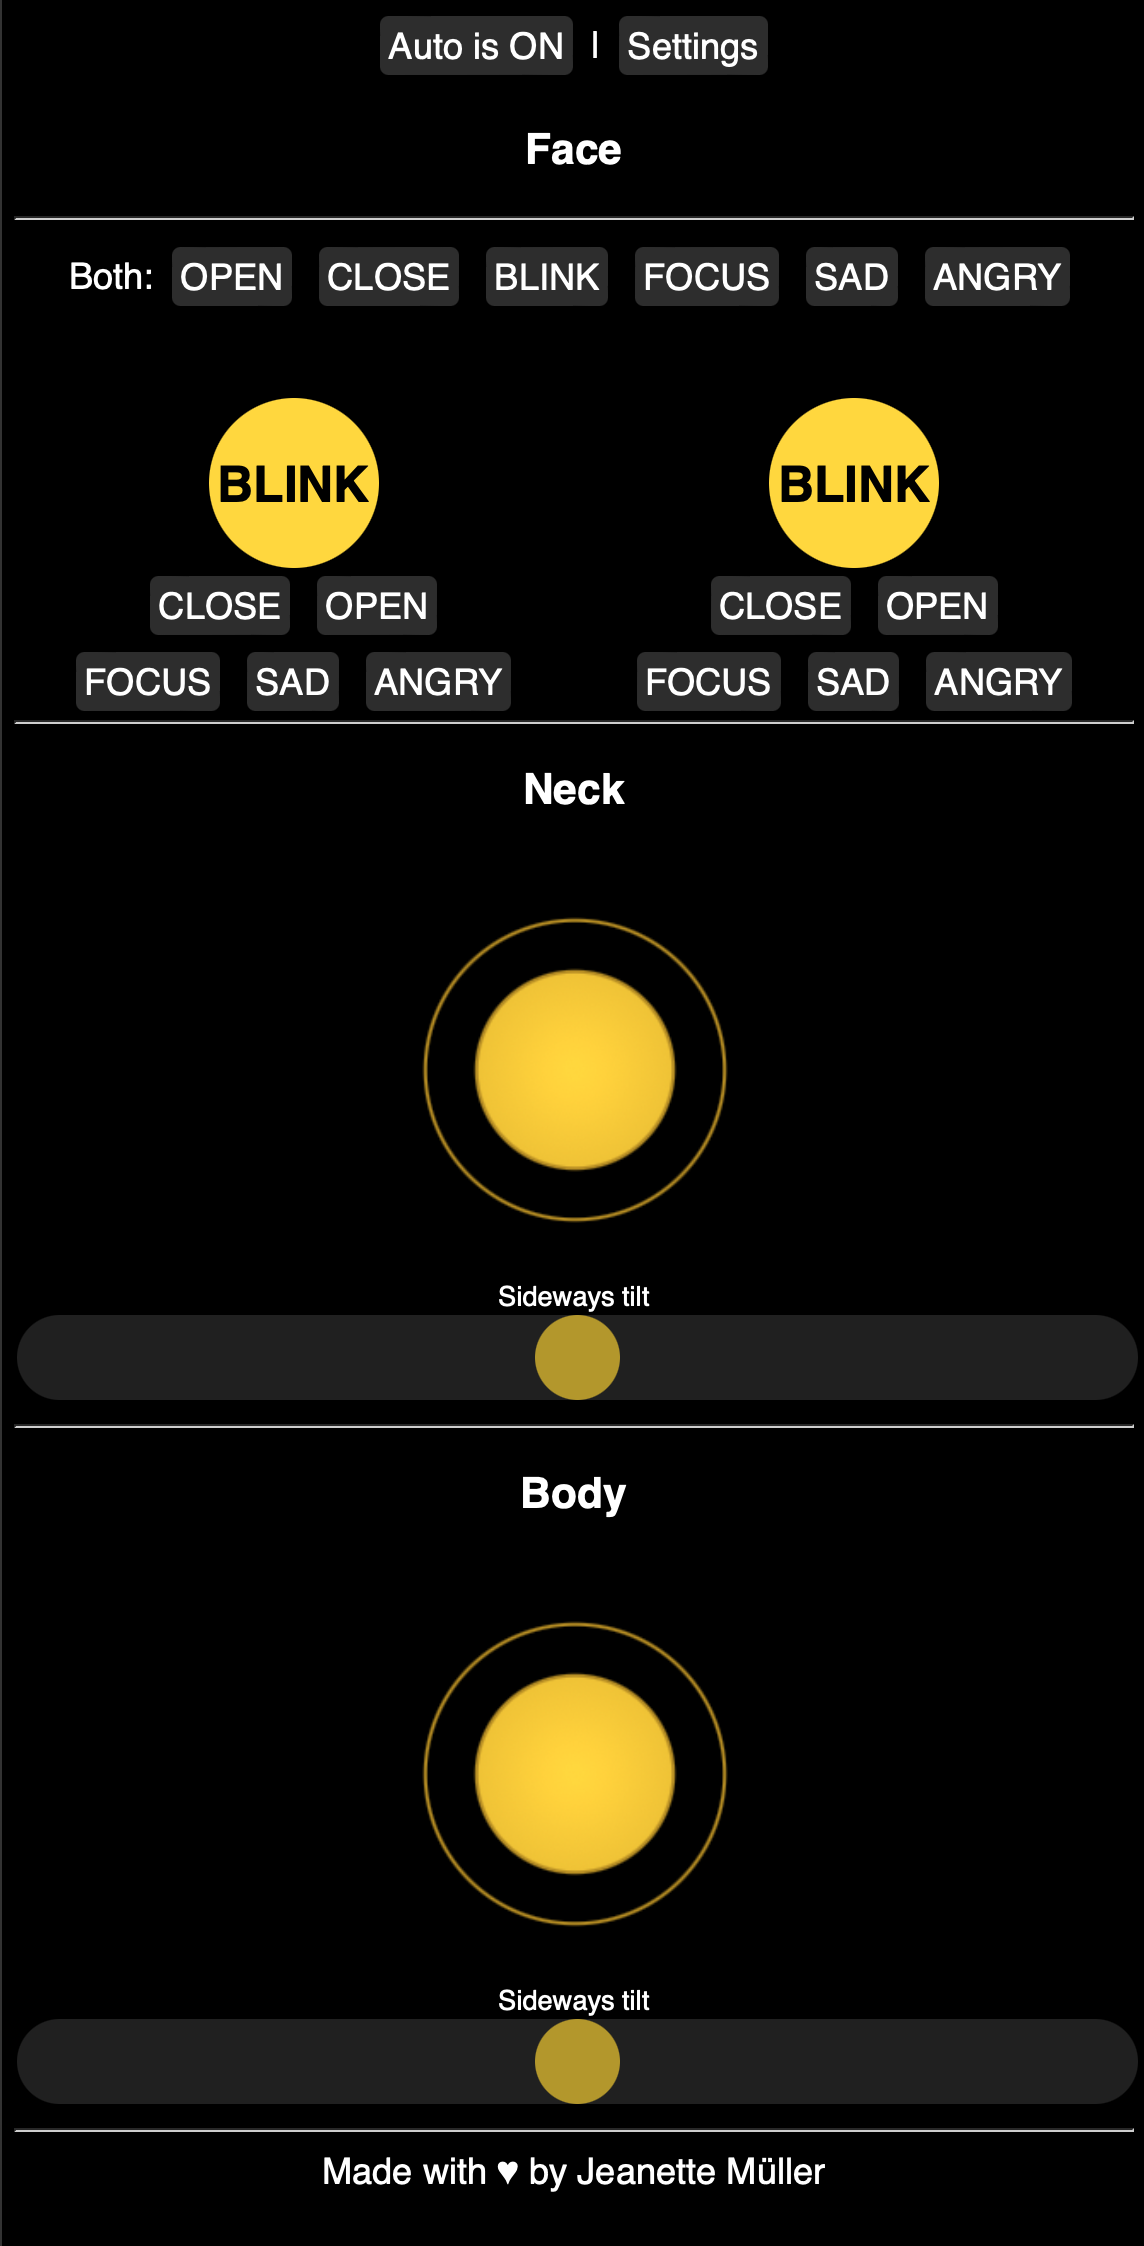 Auto is ON | Settings
Face
Both: OPEN CLOSE BLINK FOCUS SAD ANGRY
BLINK BLINK
CLOSE OPEN CLOSE OPEN
FOCUS SAD ANGRY FOCUS SAD ANGRY
Neck
Sideways tilt
Body
Sideways tilt
Made with ♥ by Jeanette Müller